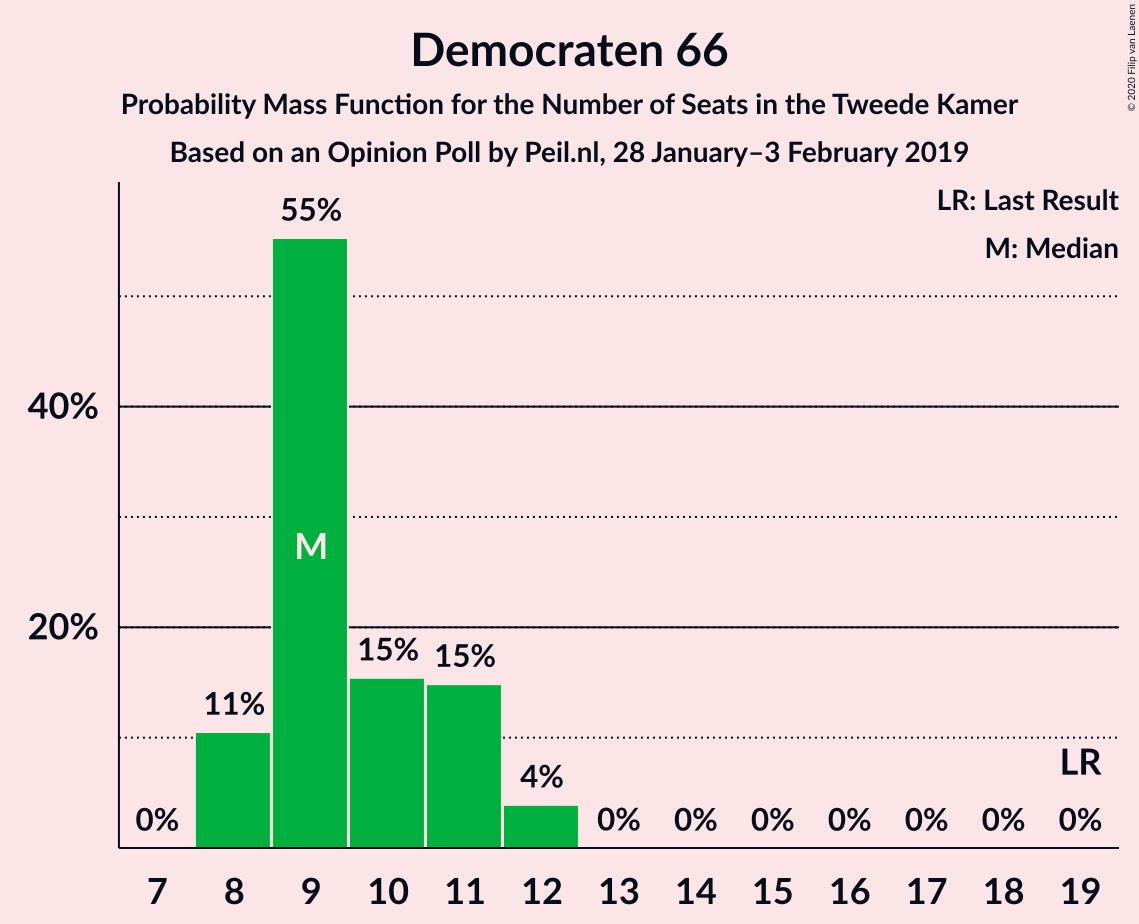 Democraten 66
Probability Mass Function for the Number of Seats in the Tweede Kamer
Based on an Opinion Poll by Peil.nl, 28 January–3 February 2019
© 2020 Filip van Laenen
LR: Last Result
M: Median
55%
40%
M
20%
15%
15%
11%
4%
LR
0% 0% 0% 0% 0% 0% 0% 0%
7 8 9 10 11 12 13 14 15 16 17 18 19